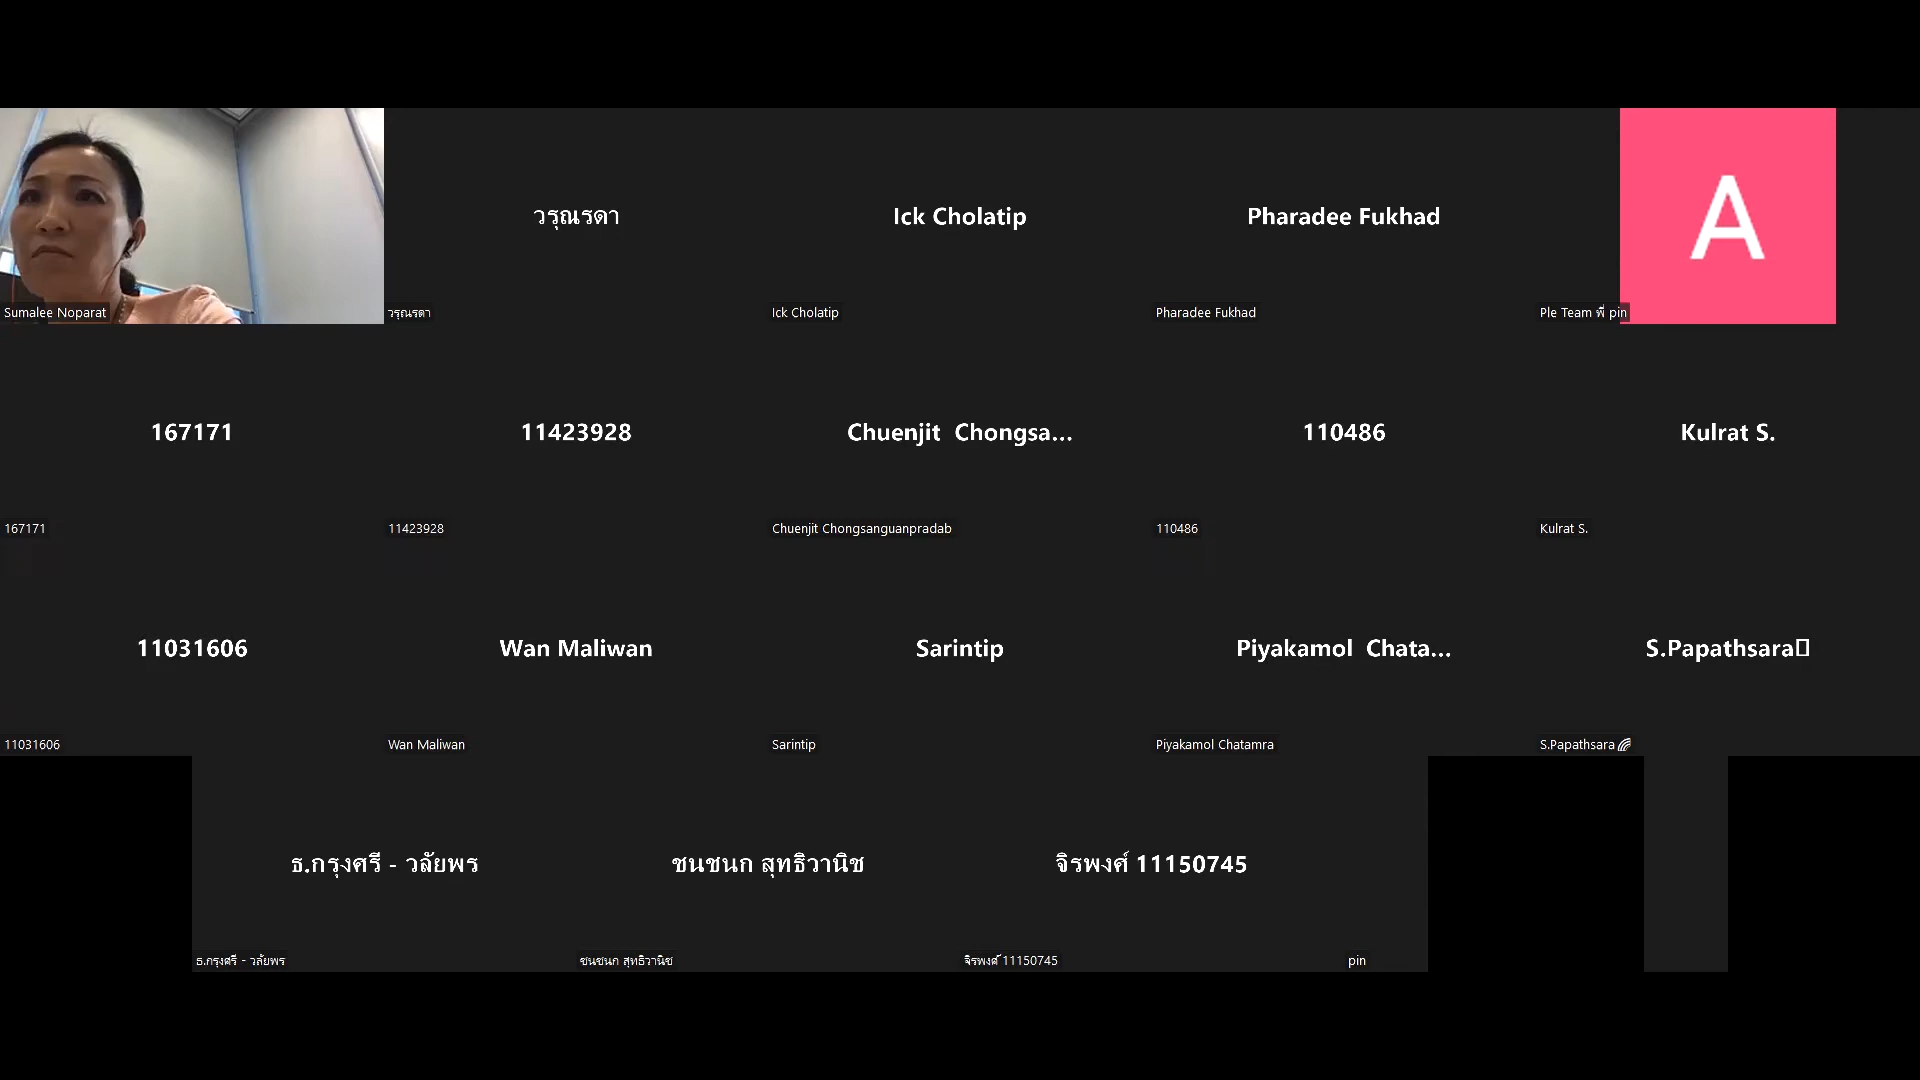 Sumalee Noparat
วรุณรดา
วรุณรดา
Ick Cholatip
Ick Cholatip
Pharadee Fukhad
Pharadee Fukhad
A
Ple Team พี่ pin
167171
167171
11423928
11423928
Chuenjit Chongsa...
Chuenjit Chongsanguanpradab
110486
110486
Kulrat S.
Kulrat S.
11031606
11031606
Wan Maliwan
Wan Maliwan
Sarintip
Sarintip
Piyakamol Chata...
Piyakamol Chatamra
S.Papathsara
S.Papathsara
ธ.กรุงศรี - วลัยพร
ธ.กรุงศรี - วลัยพร
ชนชนก สุทธิวานิช
ชนชนก สุทธิวานิช
จิรพงศ์ 11150745
จิรพงศ์ 11150745
pin